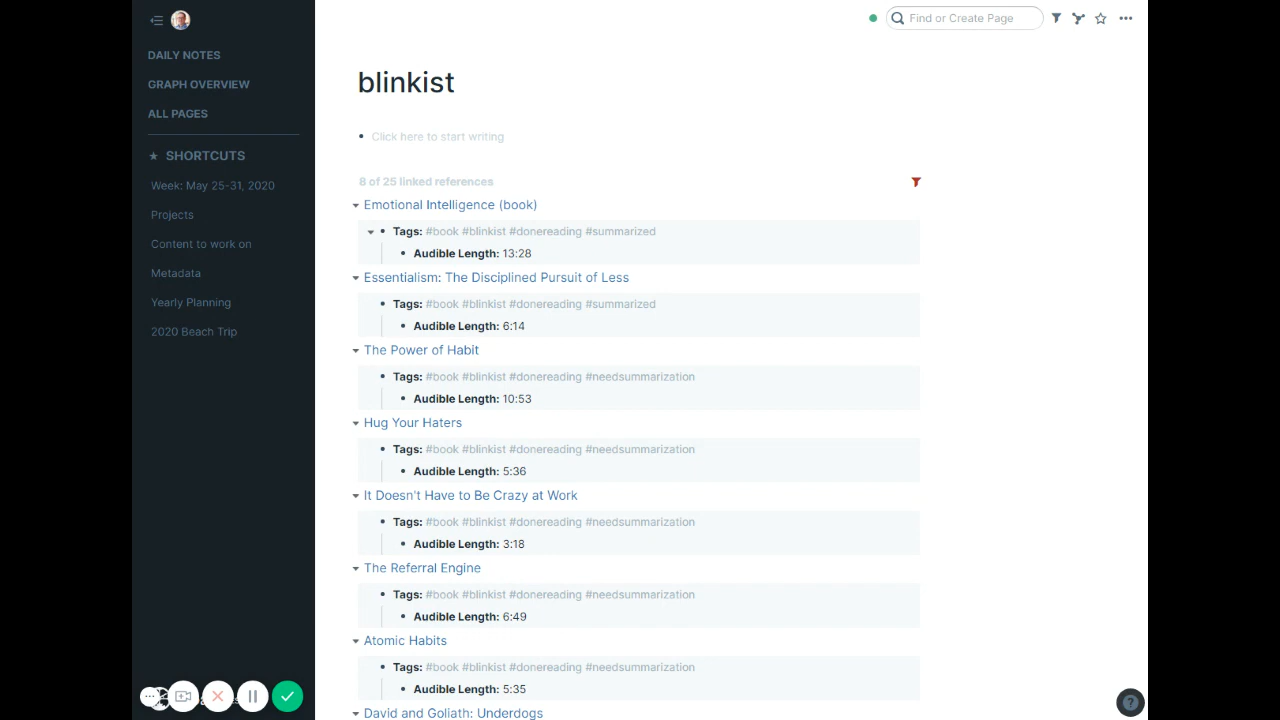 DAILY NOTES
GRAPH OVERVIEW
ALL PAGES
★ SHORTCUTS
Week: May 25-31, 2020
Projects
Content to work on
Metadata
Yearly Planning
2020 Beach Trip
Find or Create Page
blinkist
Click here to start writing
8 of 25 linked references
Emotional Intelligence (book)
Tags: #book #blinkist #donereading #summarized
Audible Length: 13:28
Essentialism: The Disciplined Pursuit of Less
Tags: #book #blinkist #donereading #summarized
Audible Length: 6:14
The Power of Habit
Tags: #book #blinkist #donereading #needsummarization
Audible Length: 10:53
Hug Your Haters
Tags: #book #blinkist #donereading #needsummarization
Audible Length: 5:36
It Doesn't Have to Be Crazy at Work
Tags: #book #blinkist #donereading #needsummarization
Audible Length: 3:18
The Referral Engine
Tags: #book #blinkist #donereading #needsummarization
Audible Length: 6:49
Atomic Habits
Tags: #book #blinkist #donereading #needsummarization
Audible Length: 5:35
David and Goliath: Underdogs